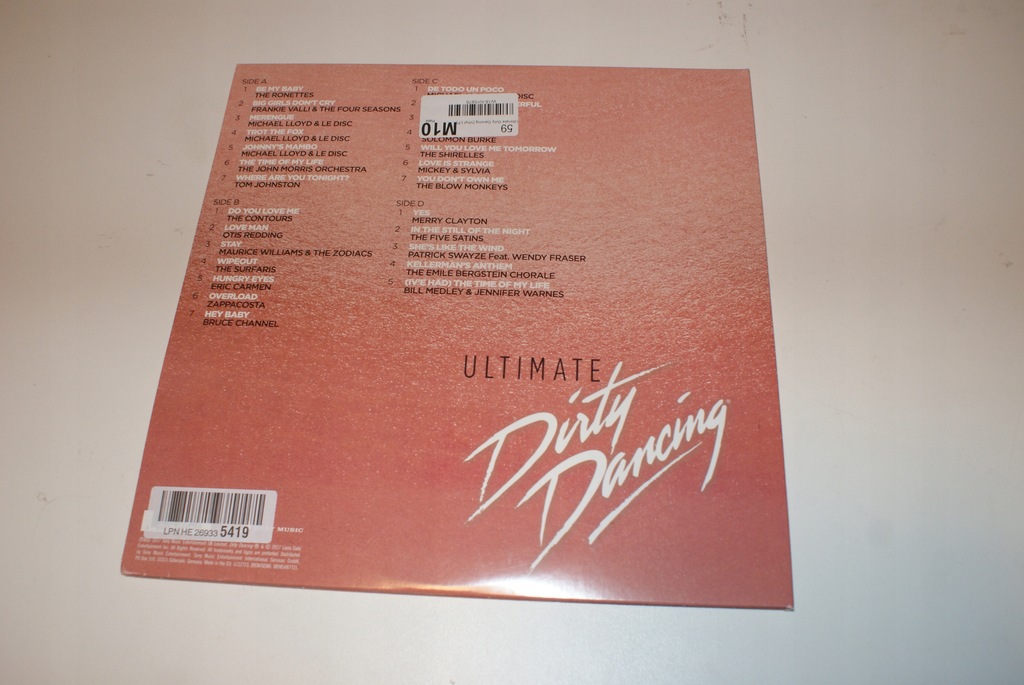 SIDE A
1 BE MY BABY
THE RONETTES
2 BIG GIRLS DON'T CRY
FRANKIE VALLI & THE FOUR SEASONS
3 MERENGUE
MICHAEL LLOYD & LE DISC
4 TROT THE FOX
MICHAEL LLOYD & LE DISC
5 JOHNNY'S MAMBO
MICHAEL LLOYD & LE DISC
6 THE TIME OF MY LIFE
THE JOHN MORRIS ORCHESTRA
7 WHERE ARE YOU TONIGHT?
TOM JOHNSTON
SIDE B
1 DO YOU LOVE ME
THE CONTOURS
2 LOVE MAN
OTIS REDDING
3 STAY
MAURICE WILLIAMS & THE ZODIACS
4 WIPEOUT
THE SURFARIS
5 HUNGRY EYES
ERIC CARMEN
6 OVERLOAD
ZAPPACOSTA
7 HEY BABY
BRUCE CHANNEL
SIDE C
1 DE TODO UN POCO
DISC
2 ERFUL
3
4
SOLOMON BURKE
5 WILL YOU LOVE ME TOMORROW
THE SHIRELLES
6 LOVE IS STRANGE
MICKEY & SYLVIA
7 YOU DON'T OWN ME
THE BLOW MONKEYS
SIDE D
1 YES
MERRY CLAYTON
2 IN THE STILL OF THE NIGHT
THE FIVE SATINS
3 SHE'S LIKE THE WIND
PATRICK SWAYZE Feat. WENDY FRASER
4 KELLERMAN'S ANTHEM
THE EMILE BERGSTEIN CHORALE
5 (I'VE HAD) THE TIME OF MY LIFE
BILL MEDLEY & JENNIFER WARNES
59
M10
ULTIMATE
Dirty
Dancing
LPN HE 26933 5419
MUSIC